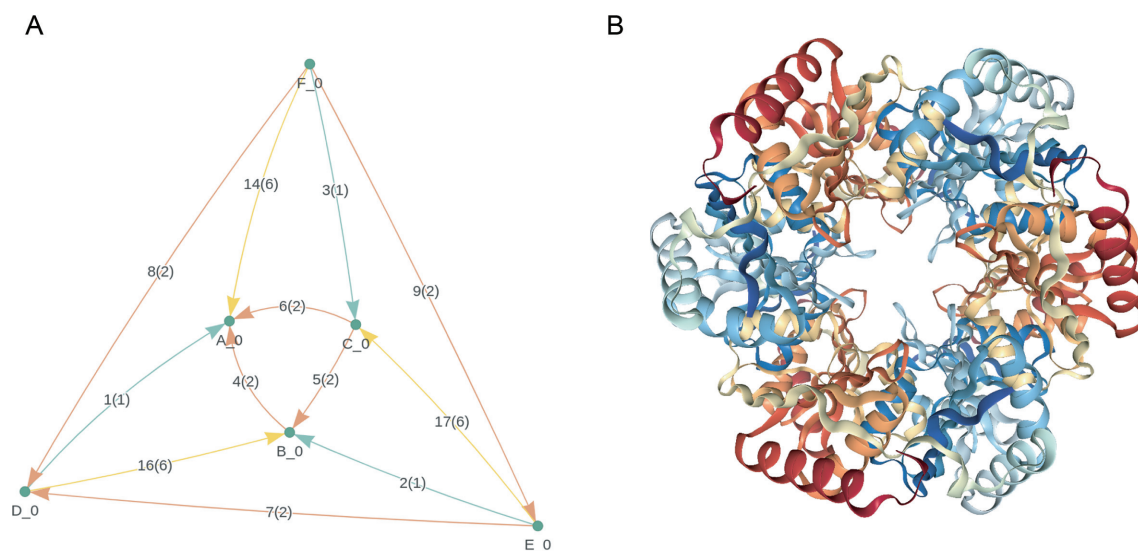 A
B
F_0
14(6)
3(1)
8(2)
9(2)
6(2)
A_0
C_0
4(2)
5(2)
1(1)
17(6)
B_0
16(6)
2(1)
D_0
7(2)
E_0